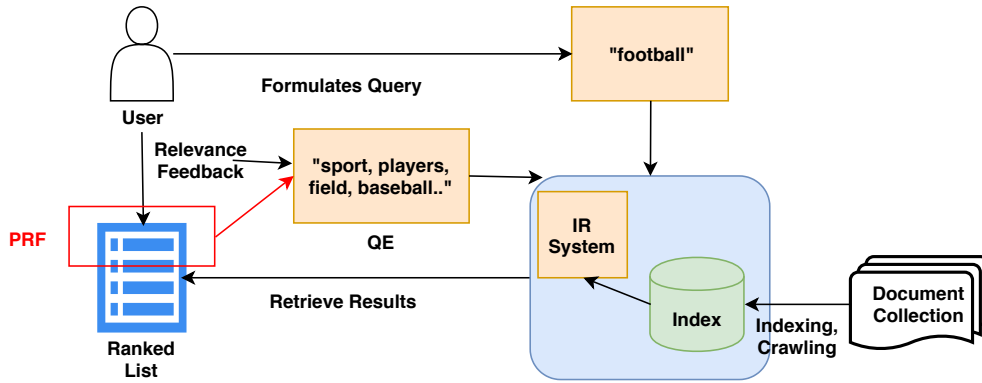 "football"
Formulates Query
User
Relevance
Feedback
"sport, players,
field, baseball.."
QE
PRF
IR
System
Index
Retrieve Results
Ranked
List
Document
Collection
Indexing,
Crawling